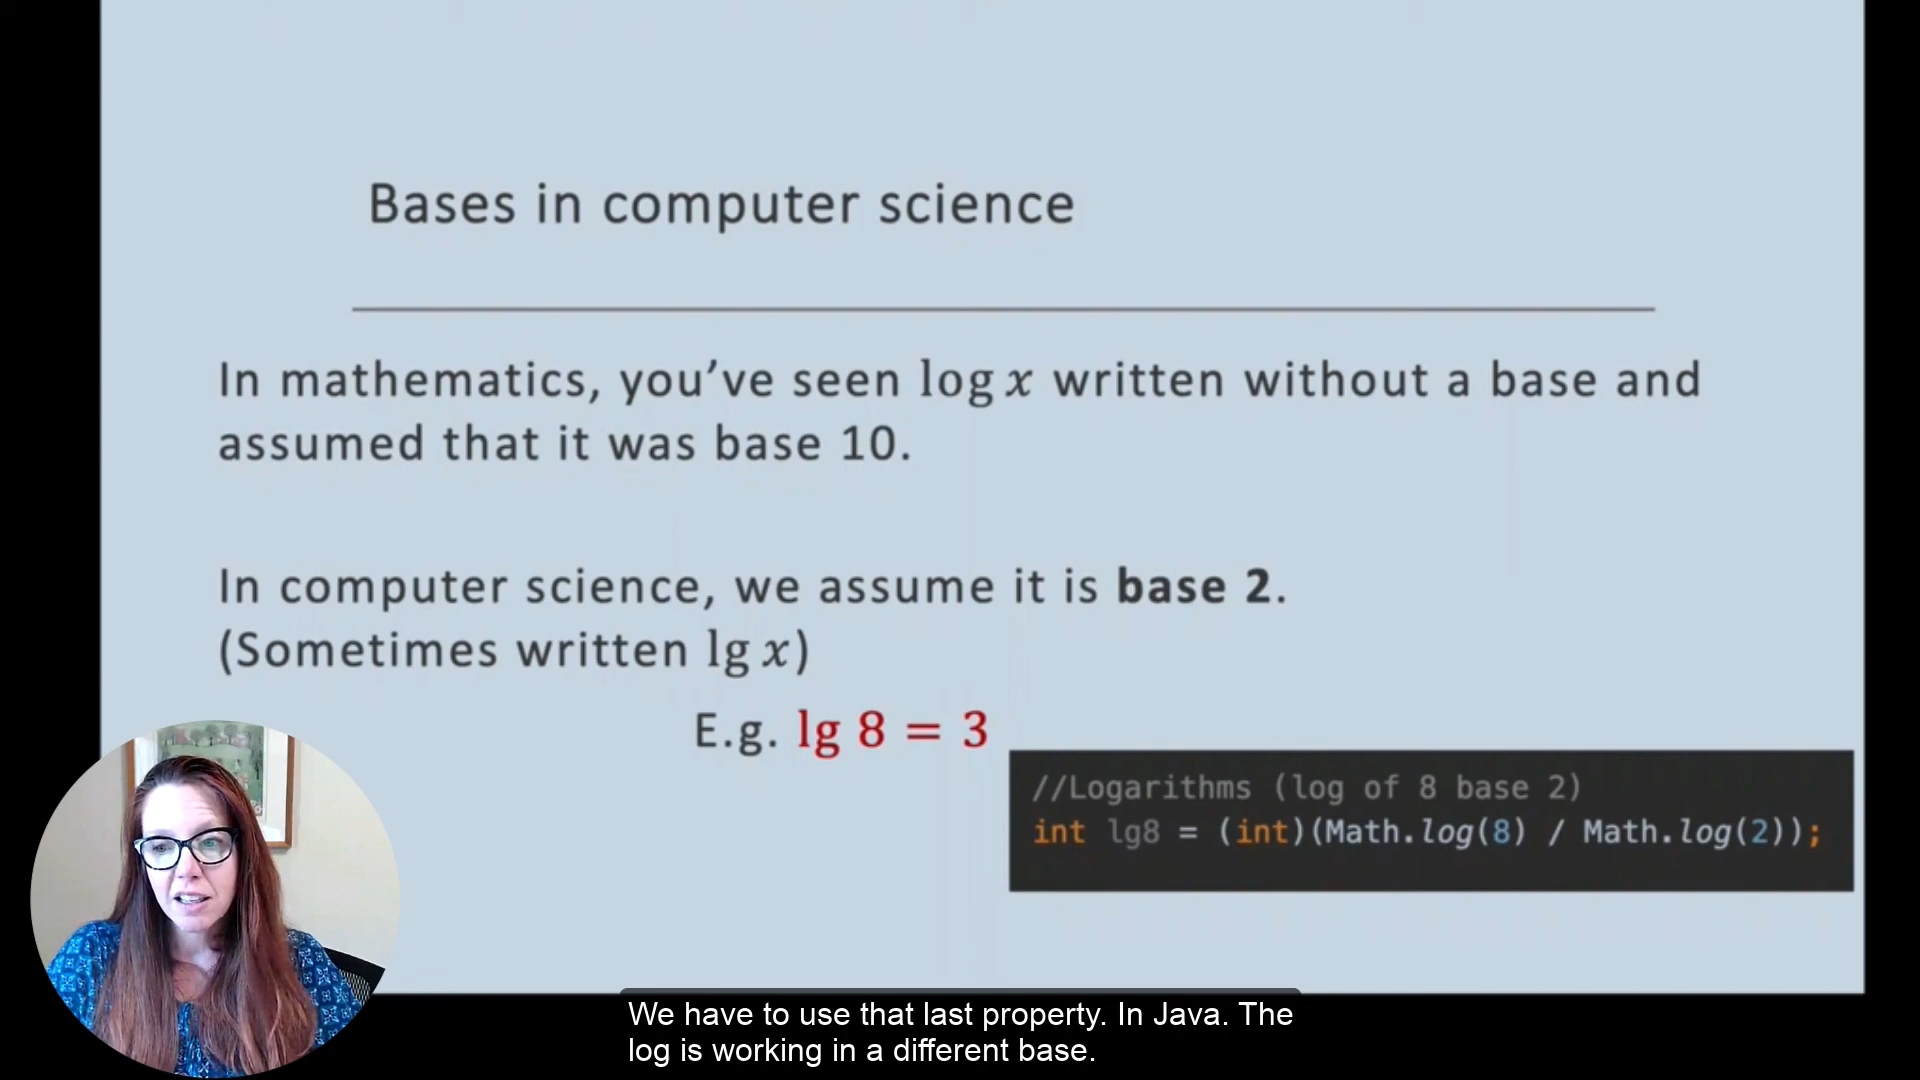 Bases in computer science
In mathematics, you’ve seen log x written without a base and
assumed that it was base 10.
In computer science, we assume it is base 2.
(Sometimes written lg x)
E.g. lg 8 = 3
//Logarithms (log of 8 base 2)
int lg8 = (int)(Math.log(8) / Math.log(2));
We have to use that last property. In Java. The
log is working in a different base.